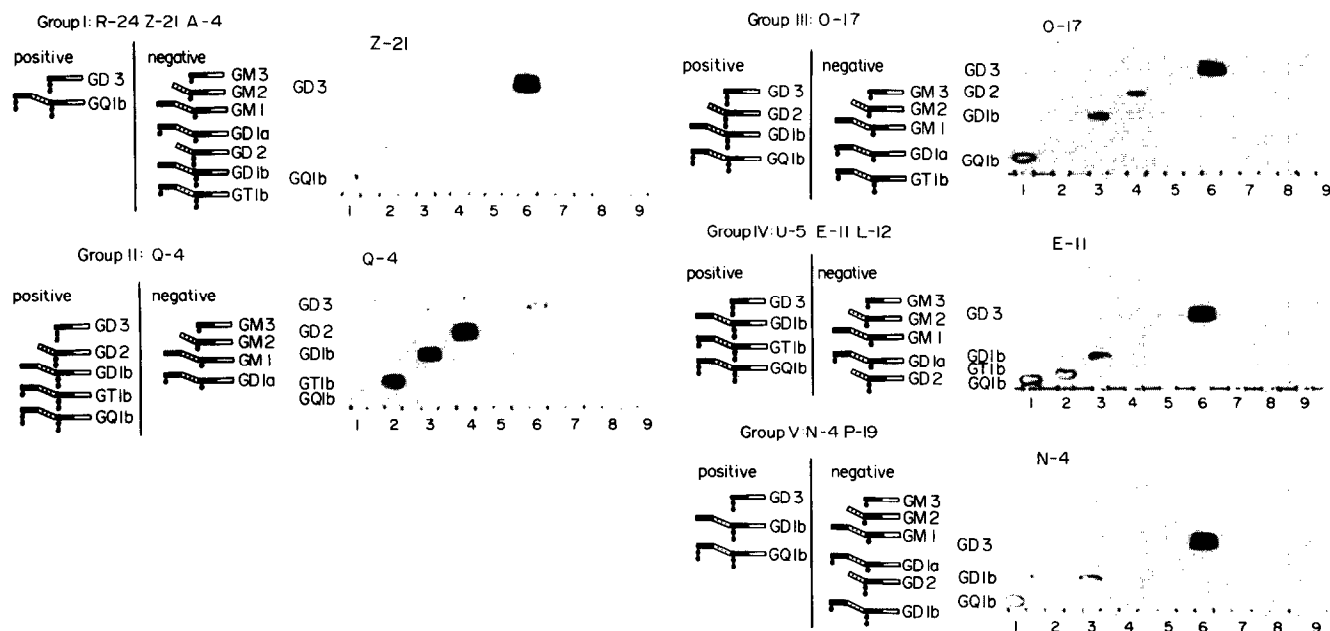 Group I: R-24 Z-21 A-4
positive
negative
GD3
GQ1b
GM3
GM2
GM1
GD1a
GD2
GD1b
GT1b
Z-21
GD3
GQ1b
1 2 3 4 5 6 7 8 9
Group II: Q-4
positive
negative
GD3
GD2
GD1b
GT1b
GQ1b
GM3
GM2
GM1
GD1a
Q-4
GD3
GD2
GD1b
GT1b
GQ1b
1 2 3 4 5 6 7 8 9
Group III: O-17
positive
negative
GD3
GD2
GD1b
GQ1b
GM3
GM2
GM1
GD1a
GT1b
O-17
GD3
GD2
GD1b
GQ1b
1 2 3 4 5 6 7 8 9
Group IV: U-5 E-11 L-12
positive
negative
GD3
GD1b
GT1b
GQ1b
GM3
GM2
GM1
GD1a
GD2
E-11
GD3
GD1b
GT1b
GQ1b
1 2 3 4 5 6 7 8 9
Group V: N-4 P-19
positive
negative
GD3
GD1b
GQ1b
GM3
GM2
GM1
GD1a
GD2
GD1b
N-4
GD3
GD1b
GQ1b
1 2 3 4 5 6 7 8 9